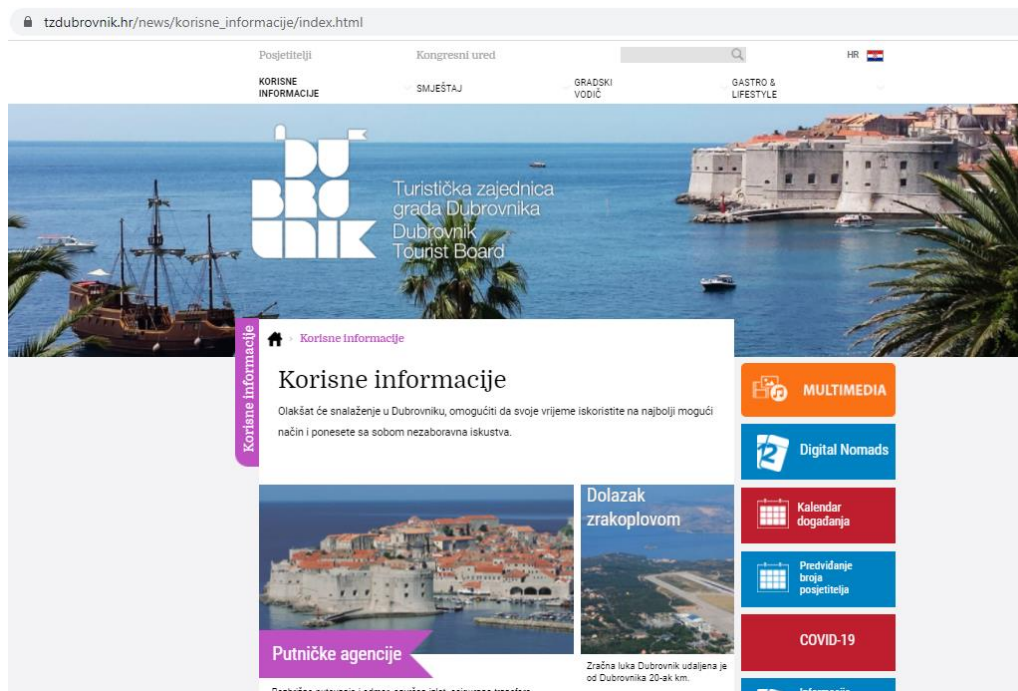 tzdubrovnik.hr/news/korisne_informacije/index.html
Posjetitelji
Kongresni ured
HR
KORISNE
INFORMACIJE
SMJEŠTAJ
GRADSKI
VODIČ
GASTRO &
LIFESTYLE
DUBROVNIK
Turistička zajednica
grada Dubrovnika
Dubrovnik
Tourist Board
Korisne informacije
Korisne informacije
Korisne informacije
Olakšat će snalaženje u Dubrovniku, omogućiti da svoje vrijeme iskoristite na najbolji mogući
način i ponesete sa sobom nezaboravna iskustva.
MULTIMEDIA
Digital Nomads
Kalendar
događanja
Predviđanje
broja
posjetitelja
COVID-19
Informacije
Dolazak
zrakoplovom
Putničke agencije
Zračna luka Dubrovnik udaljena je
od Dubrovnika 20-ak km.